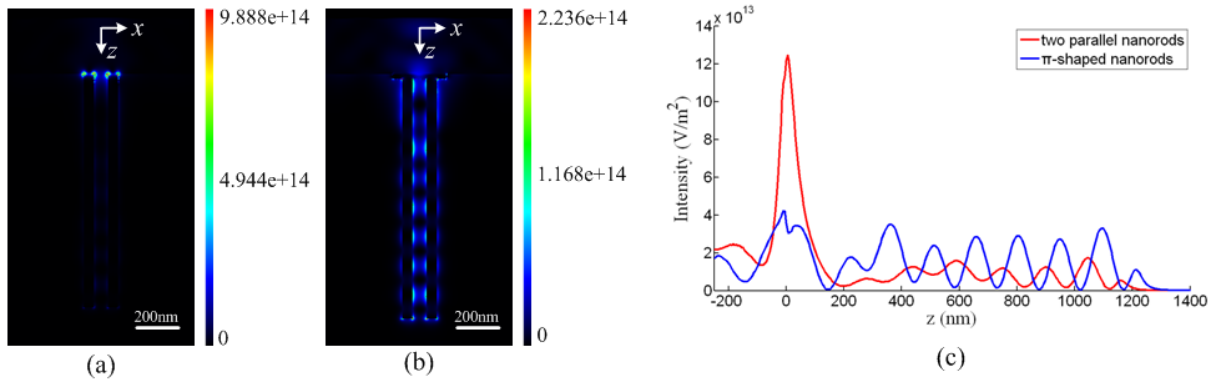 x
z
9.888e+14
4.944e+14
0
200nm
(a)
x
z
2.236e+14
1.168e+14
0
200nm
(b)
14 x 10^13
12
10
8
6
4
2
0
Intensity (V/m²)
two parallel nanorods
π-shaped nanorods
-200 0 200 400 600 800 1000 1200 1400
z (nm)
(c)